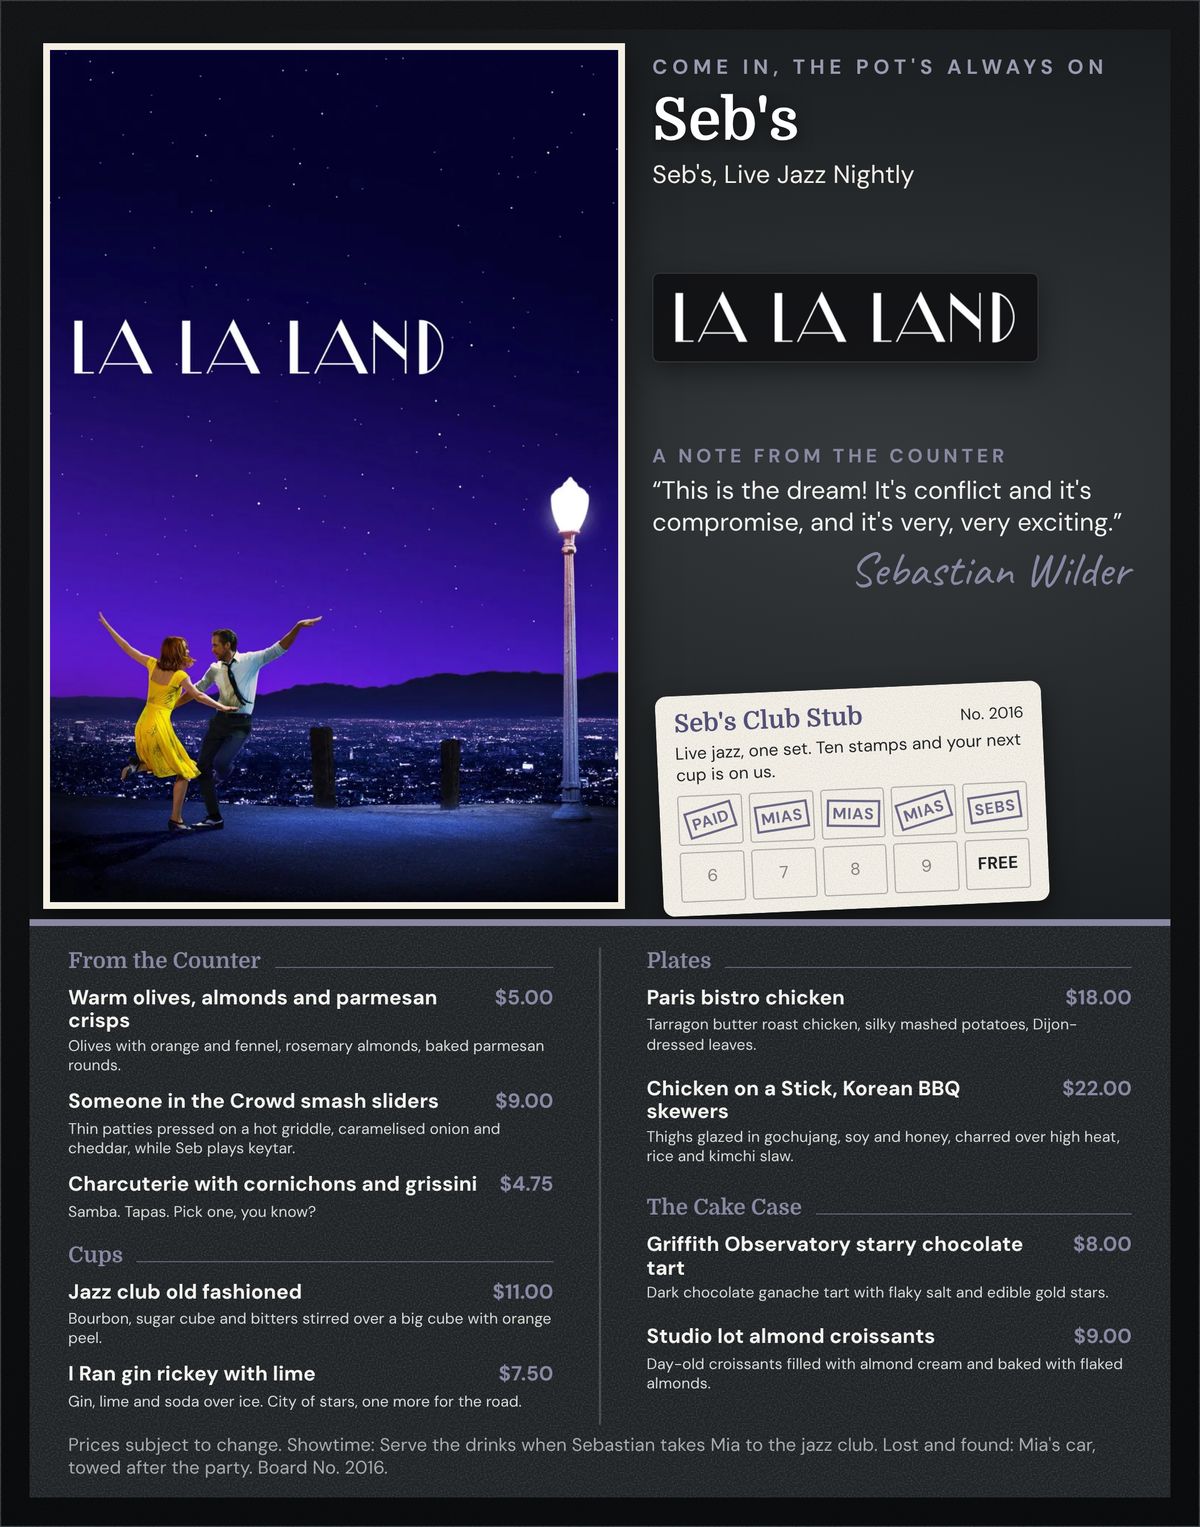 LA LA LAND
COME IN, THE POT'S ALWAYS ON
Seb's
Seb's, Live Jazz Nightly
LA LA LAND
A NOTE FROM THE COUNTER
“This is the dream! It's conflict and it's
compromise, and it's very, very exciting.”
Sebastian Wilder
Seb's Club Stub
No. 2016
Live jazz, one set. Ten stamps and your next
cup is on us.
PAID MIAS MIAS MIAS SEBS
6 7 8 9 FREE
From the Counter
Warm olives, almonds and parmesan $5.00
crisps
Olives with orange and fennel, rosemary almonds, baked parmesan
rounds.
Someone in the Crowd smash sliders $9.00
Thin patties pressed on a hot griddle, caramelised onion and
cheddar, while Seb plays keytar.
Charcuterie with cornichons and grissini $4.75
Samba. Tapas. Pick one, you know?
Cups
Jazz club old fashioned $11.00
Bourbon, sugar cube and bitters stirred over a big cube with orange
peel.
I Ran gin rickey with lime $7.50
Gin, lime and soda over ice. City of stars, one more for the road.
Plates
Paris bistro chicken $18.00
Tarragon butter roast chicken, silky mashed potatoes, Dijon-
dressed leaves.
Chicken on a Stick, Korean BBQ $22.00
skewers
Thighs glazed in gochujang, soy and honey, charred over high heat,
rice and kimchi slaw.
The Cake Case
Griffith Observatory starry chocolate $8.00
tart
Dark chocolate ganache tart with flaky salt and edible gold stars.
Studio lot almond croissants $9.00
Day-old croissants filled with almond cream and baked with flaked
almonds.
Prices subject to change. Showtime: Serve the drinks when Sebastian takes Mia to the jazz club. Lost and found: Mia's car,
towed after the party. Board No. 2016.